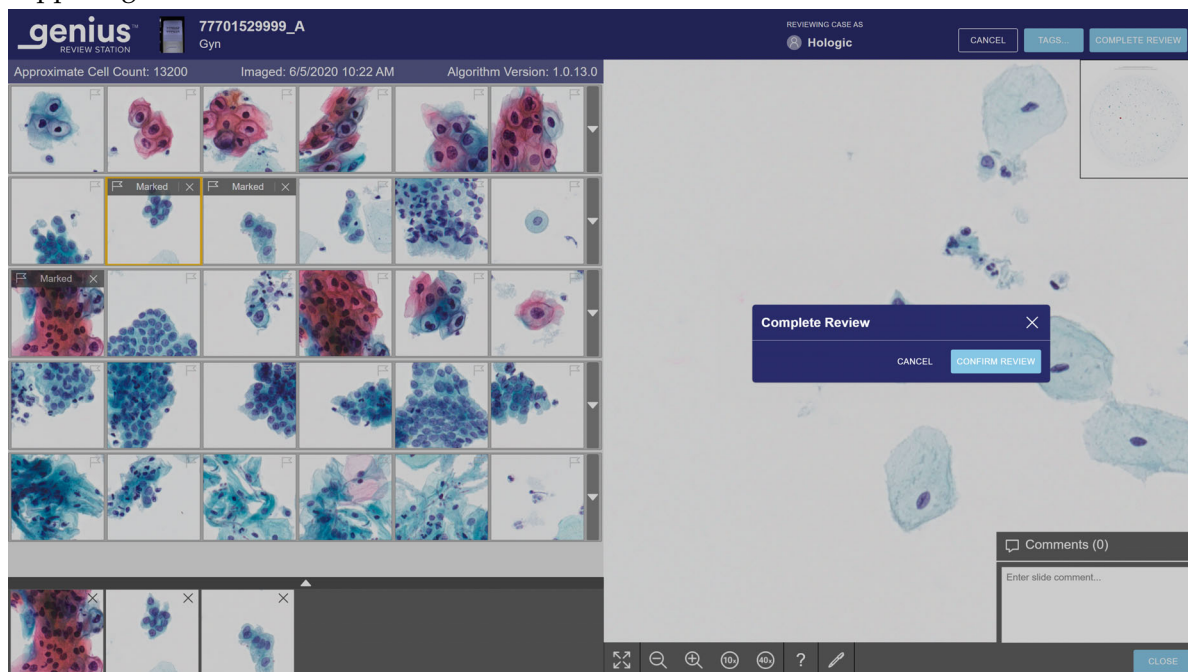 genius™
REVIEW STATION
77701529999_A
Gyn
REVIEWING CASE AS
Hologic
CANCEL
TAGS...
COMPLETE REVIEW
Approximate Cell Count: 13200
Imaged: 6/5/2020 10:22 AM
Algorithm Version: 1.0.13.0
Marked
Marked
Marked
Complete Review
CANCEL
CONFIRM REVIEW
Comments (0)
Enter slide comment...
10x
40x
?
CLOSE